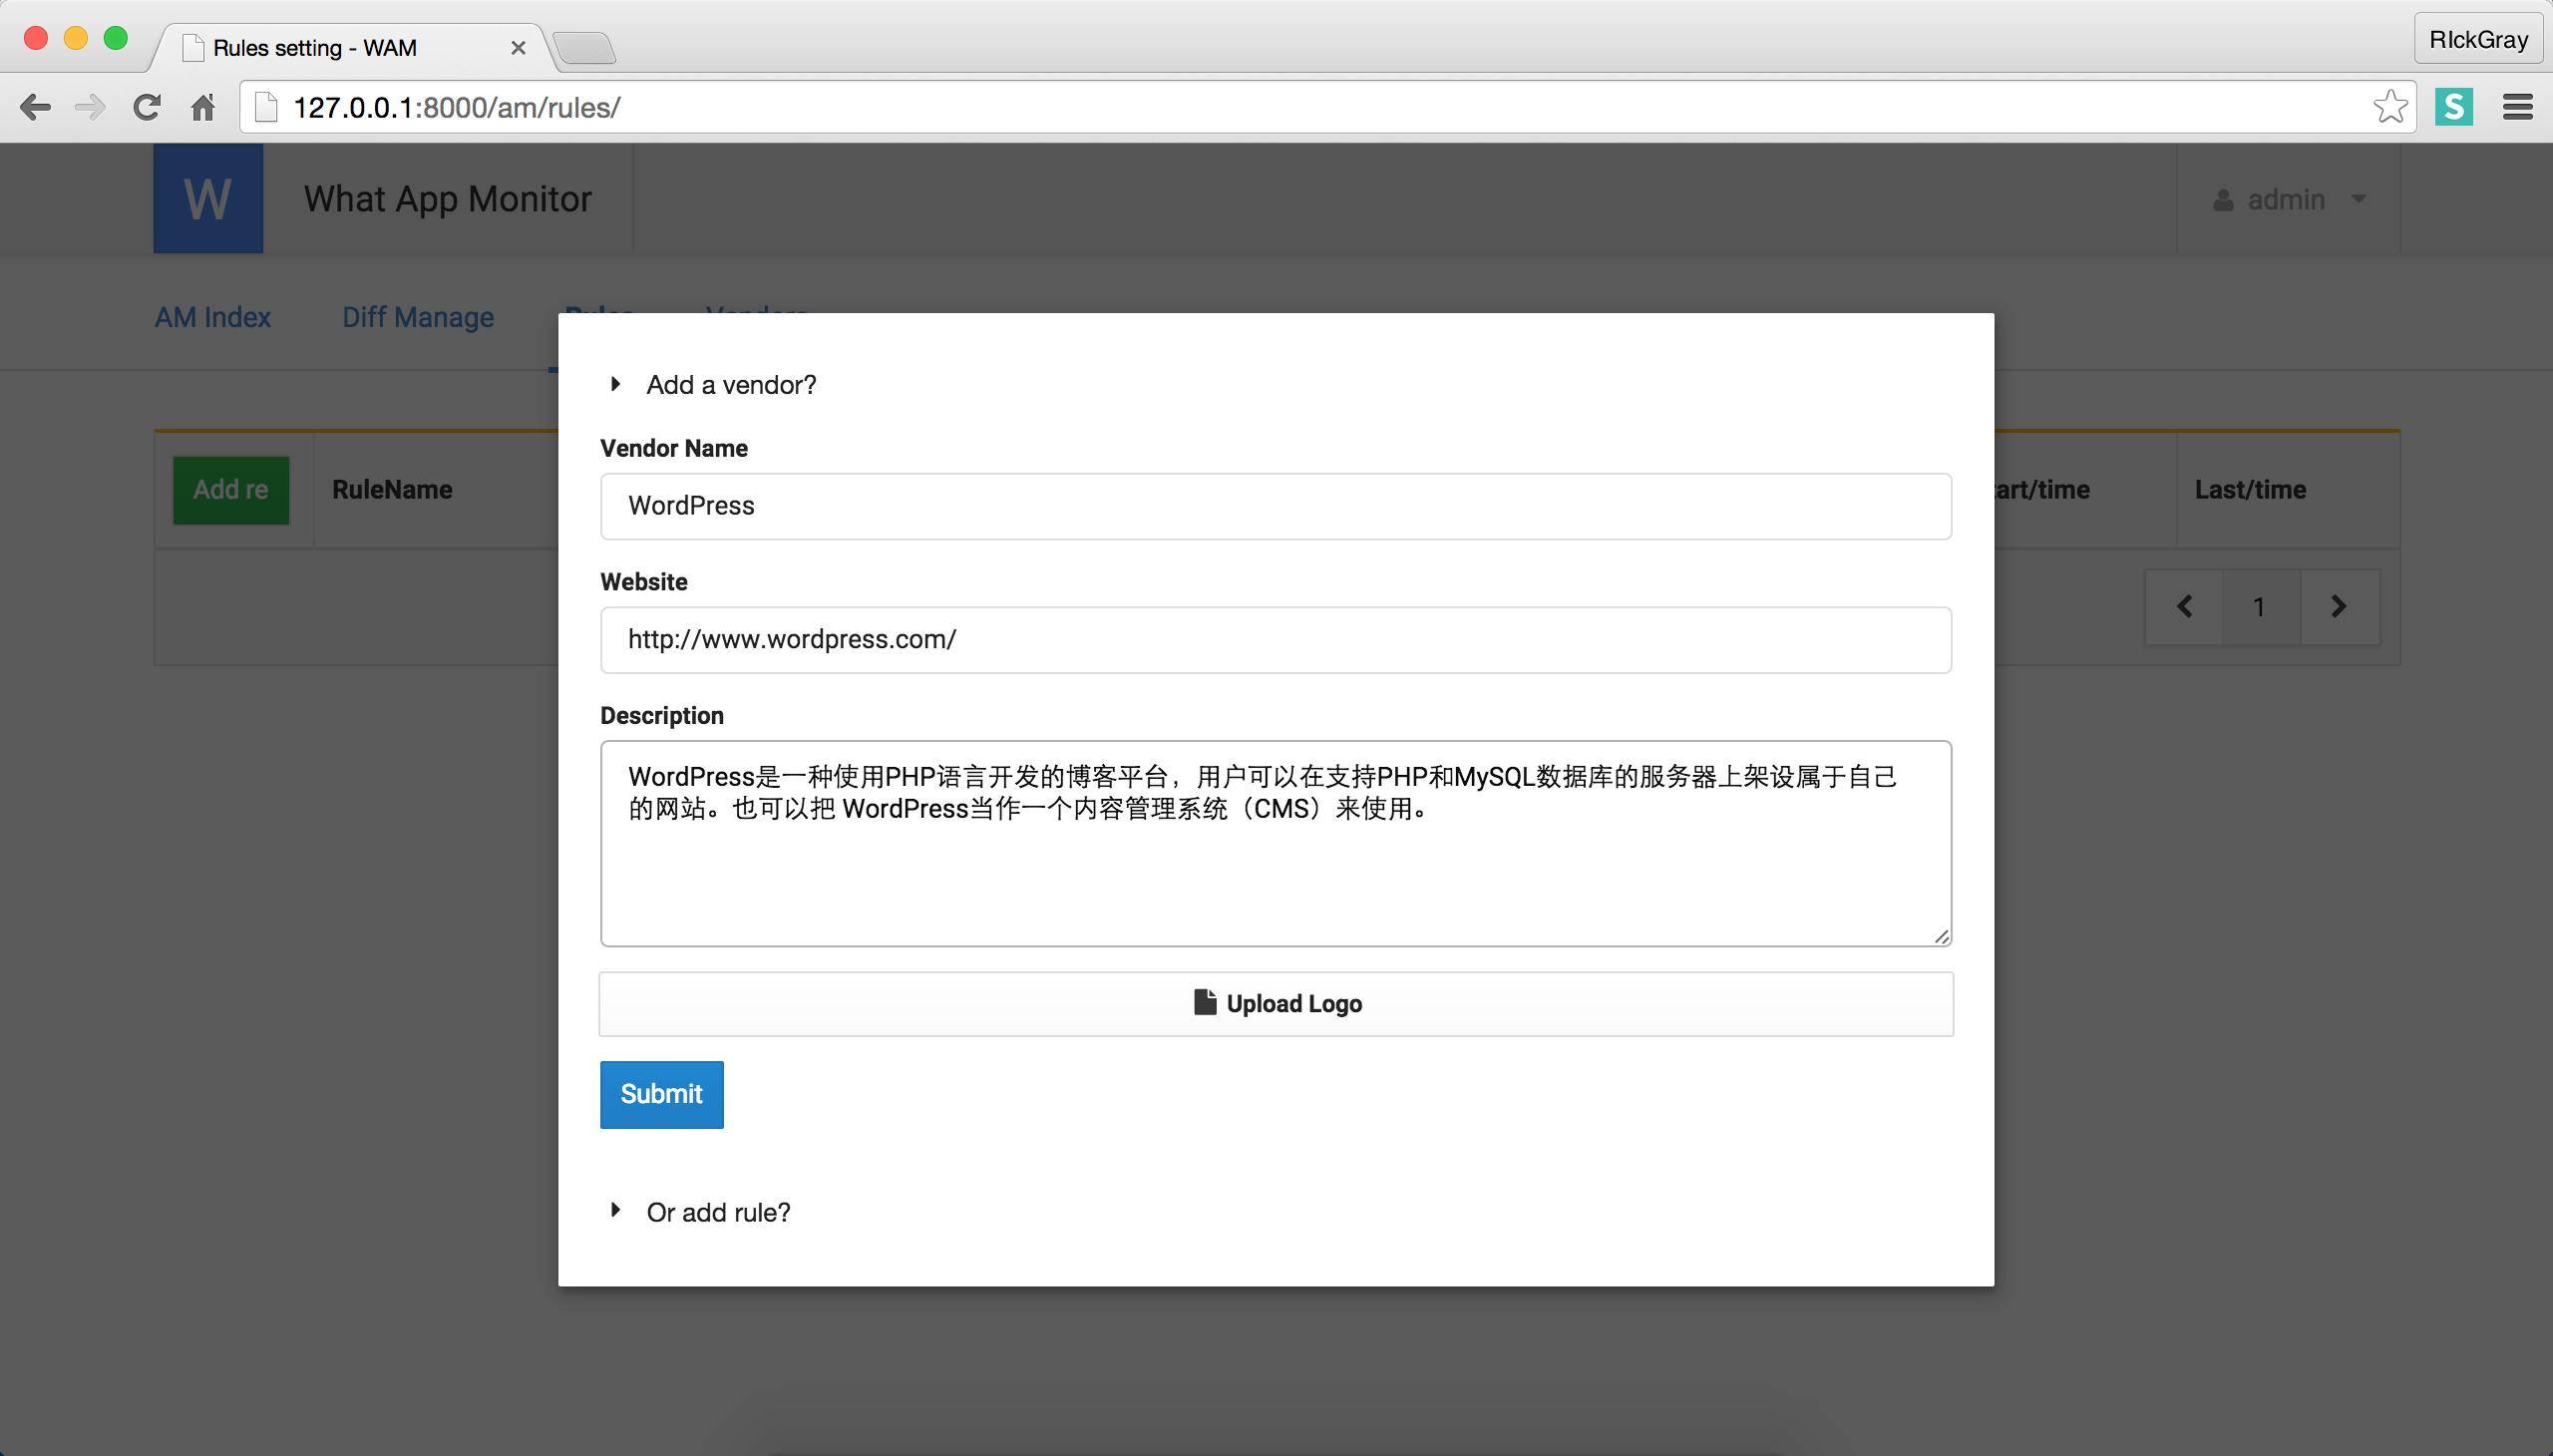 Rules setting - WAM
RIckGray
127.0.0.1:8000/am/rules/
S
W
What App Monitor
admin
AM Index
Diff Manage
Rules
Vendors
Add a vendor?
Vendor Name
WordPress
Add re
RuleName
art/time
Last/time
Website
http://www.wordpress.com/
1
Description
WordPress是一种使用PHP语言开发的博客平台，用户可以在支持PHP和MySQL数据库的服务器上架设属于自己
的网站。也可以把 WordPress当作一个内容管理系统（CMS）来使用。
Upload Logo
Submit
Or add rule?